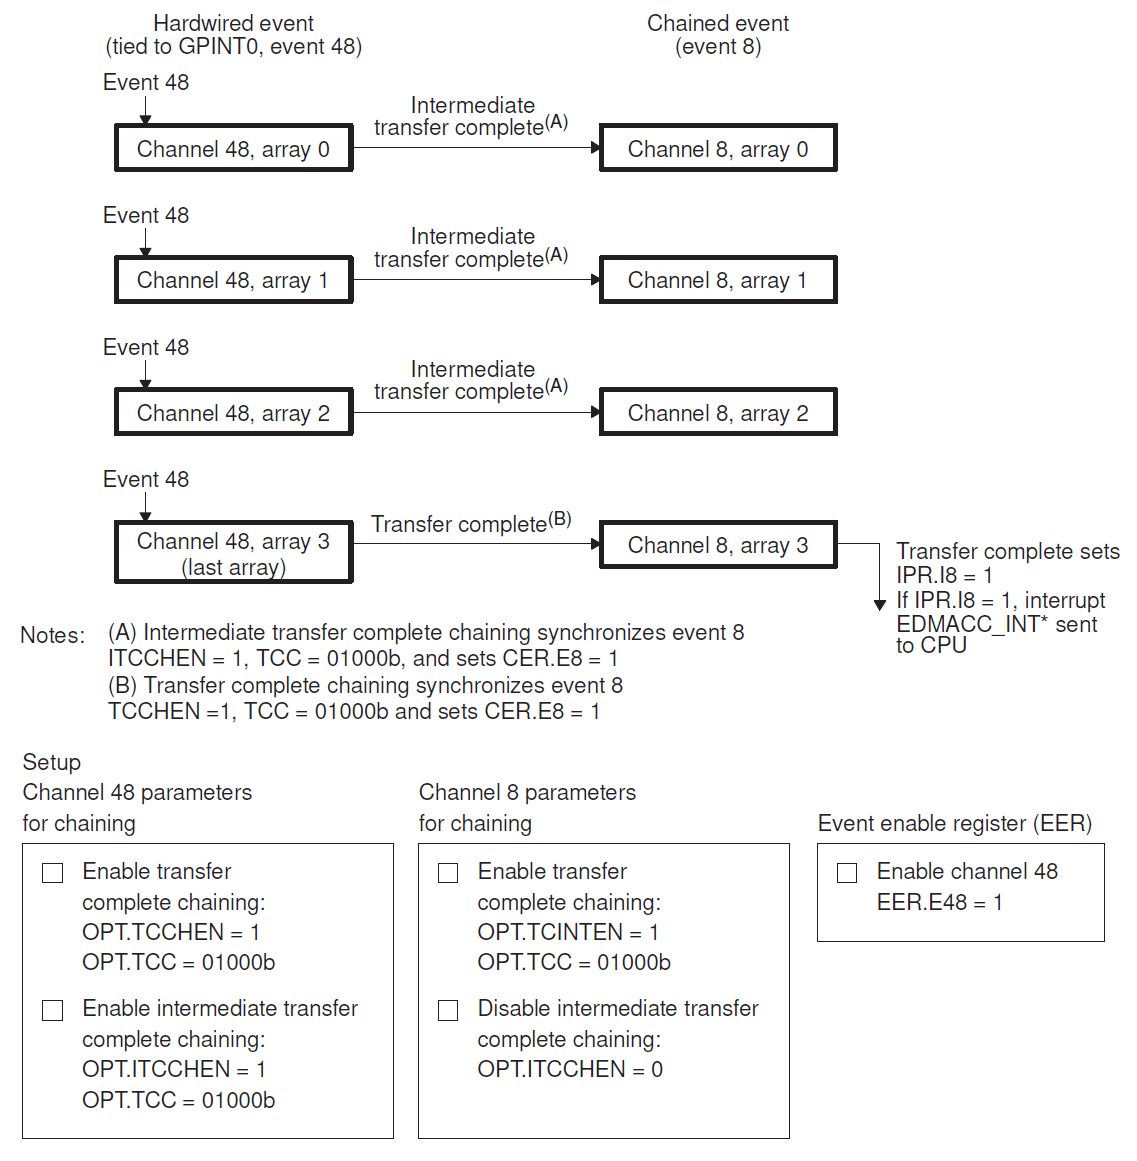 Hardwired event
(tied to GPINT0, event 48)
Chained event
(event 8)
Event 48
Intermediate
transfer complete(A)
Channel 48, array 0
Channel 8, array 0
Event 48
Intermediate
transfer complete(A)
Channel 48, array 1
Channel 8, array 1
Event 48
Intermediate
transfer complete(A)
Channel 48, array 2
Channel 8, array 2
Event 48
Transfer complete(B)
Channel 48, array 3
(last array)
Channel 8, array 3
Transfer complete sets
IPR.I8 = 1
If IPR.I8 = 1, interrupt
EDMACC_INT* sent
to CPU
Notes: (A) Intermediate transfer complete chaining synchronizes event 8
ITCCHEN = 1, TCC = 01000b, and sets CER.E8 = 1
(B) Transfer complete chaining synchronizes event 8
TCCHEN =1, TCC = 01000b and sets CER.E8 = 1
Setup
Channel 48 parameters
for chaining
Enable transfer
complete chaining:
OPT.TCCHEN = 1
OPT.TCC = 01000b
Enable intermediate transfer
complete chaining:
OPT.ITCCHEN = 1
OPT.TCC = 01000b
Channel 8 parameters
for chaining
Enable transfer
complete chaining:
OPT.TCINTEN = 1
OPT.TCC = 01000b
Disable intermediate transfer
complete chaining:
OPT.ITCCHEN = 0
Event enable register (EER)
Enable channel 48
EER.E48 = 1